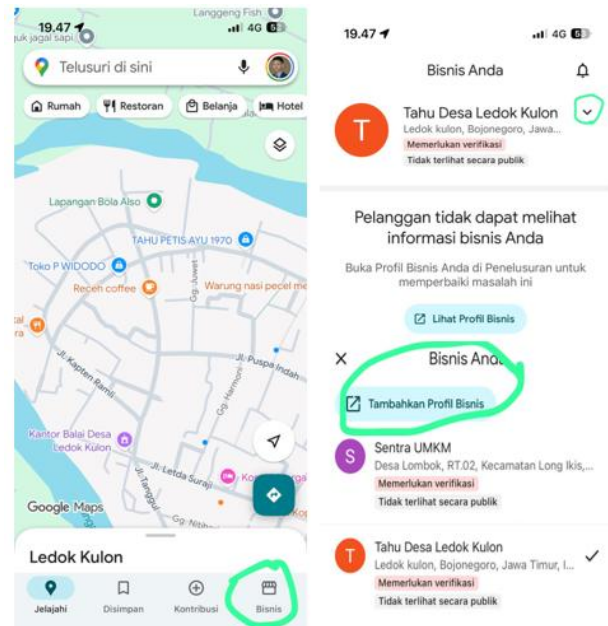 Langgeng Fish
19.47
4G
juk jagal sapi
Telusuri di sini
Rumah
Restoran
Belanja
Hotel
Lapangan Bola Also
TAHU PETIS AYU 1970
Toko P WIDODO
Receh coffee
Gg. Juwet
Warung nasi pecel me
Jl. Puspa Indah
Jl. Kapten Ramli
Gg. Harmoni
Kantor Balai Desa
Ledok Kulon
Jl. Letda Suraji
Jl. Tanggul
Google Maps
Ledok Kulon
Jelajahi
Disimpan
Kontribusi
Bisnis
19.47
4G
Bisnis Anda
T
Tahu Desa Ledok Kulon
Ledok kulon, Bojonegoro, Jawa...
Memerlukan verifikasi
Tidak terlihat secara publik
Pelanggan tidak dapat melihat
informasi bisnis Anda
Buka Profil Bisnis Anda di Penelusuran untuk
memperbaiki masalah ini
Lihat Profil Bisnis
Bisnis Anda
Tambahkan Profil Bisnis
S
Sentra UMKM
Desa Lombok, RT.02, Kecamatan Long Ikis,...
Memerlukan verifikasi
Tidak terlihat secara publik
T
Tahu Desa Ledok Kulon
Ledok kulon, Bojonegoro, Jawa Timur, I...
Memerlukan verifikasi
Tidak terlihat secara publik